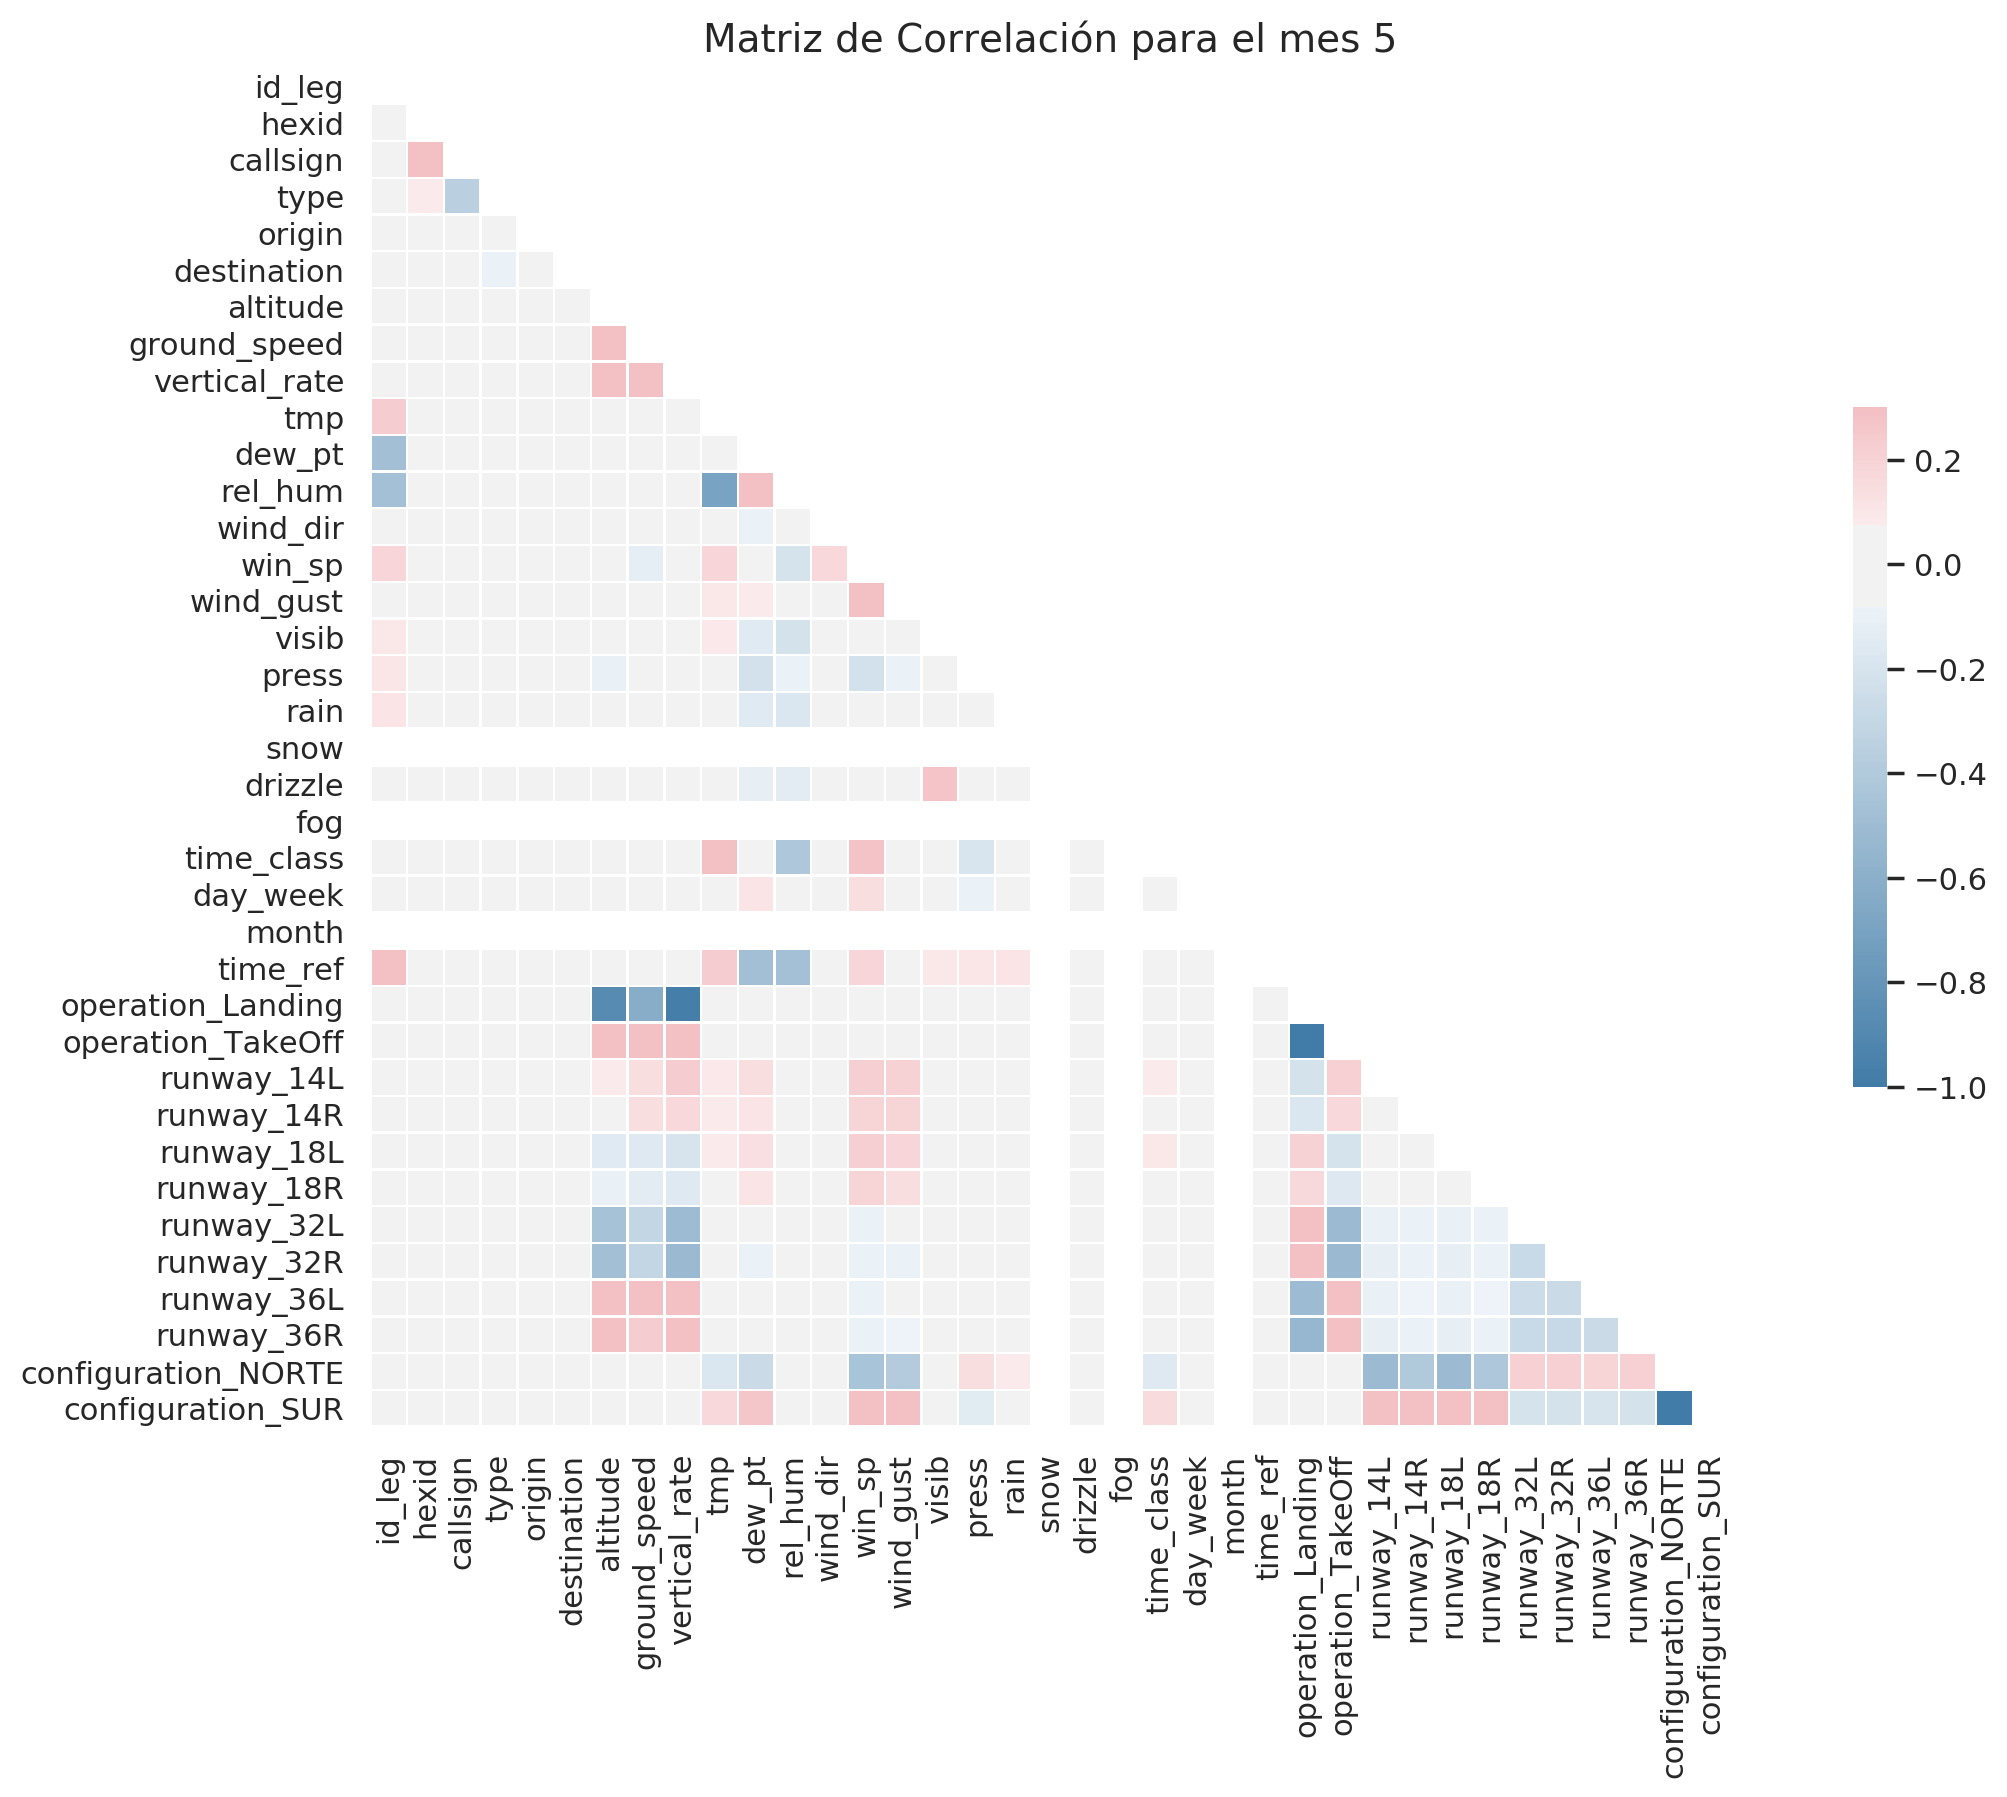 Matriz de Correlación para el mes 5
id_leg
hexid
callsign
type
origin
destination
altitude
ground_speed
vertical_rate
tmp
dew_pt
rel_hum
wind_dir
win_sp
wind_gust
visib
press
rain
snow
drizzle
fog
time_class
day_week
month
time_ref
operation_Landing
operation_TakeOff
runway_14L
runway_14R
runway_18L
runway_18R
runway_32L
runway_32R
runway_36L
runway_36R
configuration_NORTE
configuration_SUR
id_leg
hexid
callsign
type
origin
destination
altitude
ground_speed
vertical_rate
tmp
dew_pt
rel_hum
wind_dir
win_sp
wind_gust
visib
press
rain
snow
drizzle
fog
time_class
day_week
month
time_ref
operation_Landing
operation_TakeOff
runway_14L
runway_14R
runway_18L
runway_18R
runway_32L
runway_32R
runway_36L
runway_36R
configuration_NORTE
configuration_SUR
0.2
0.0
−0.2
−0.4
−0.6
−0.8
−1.0